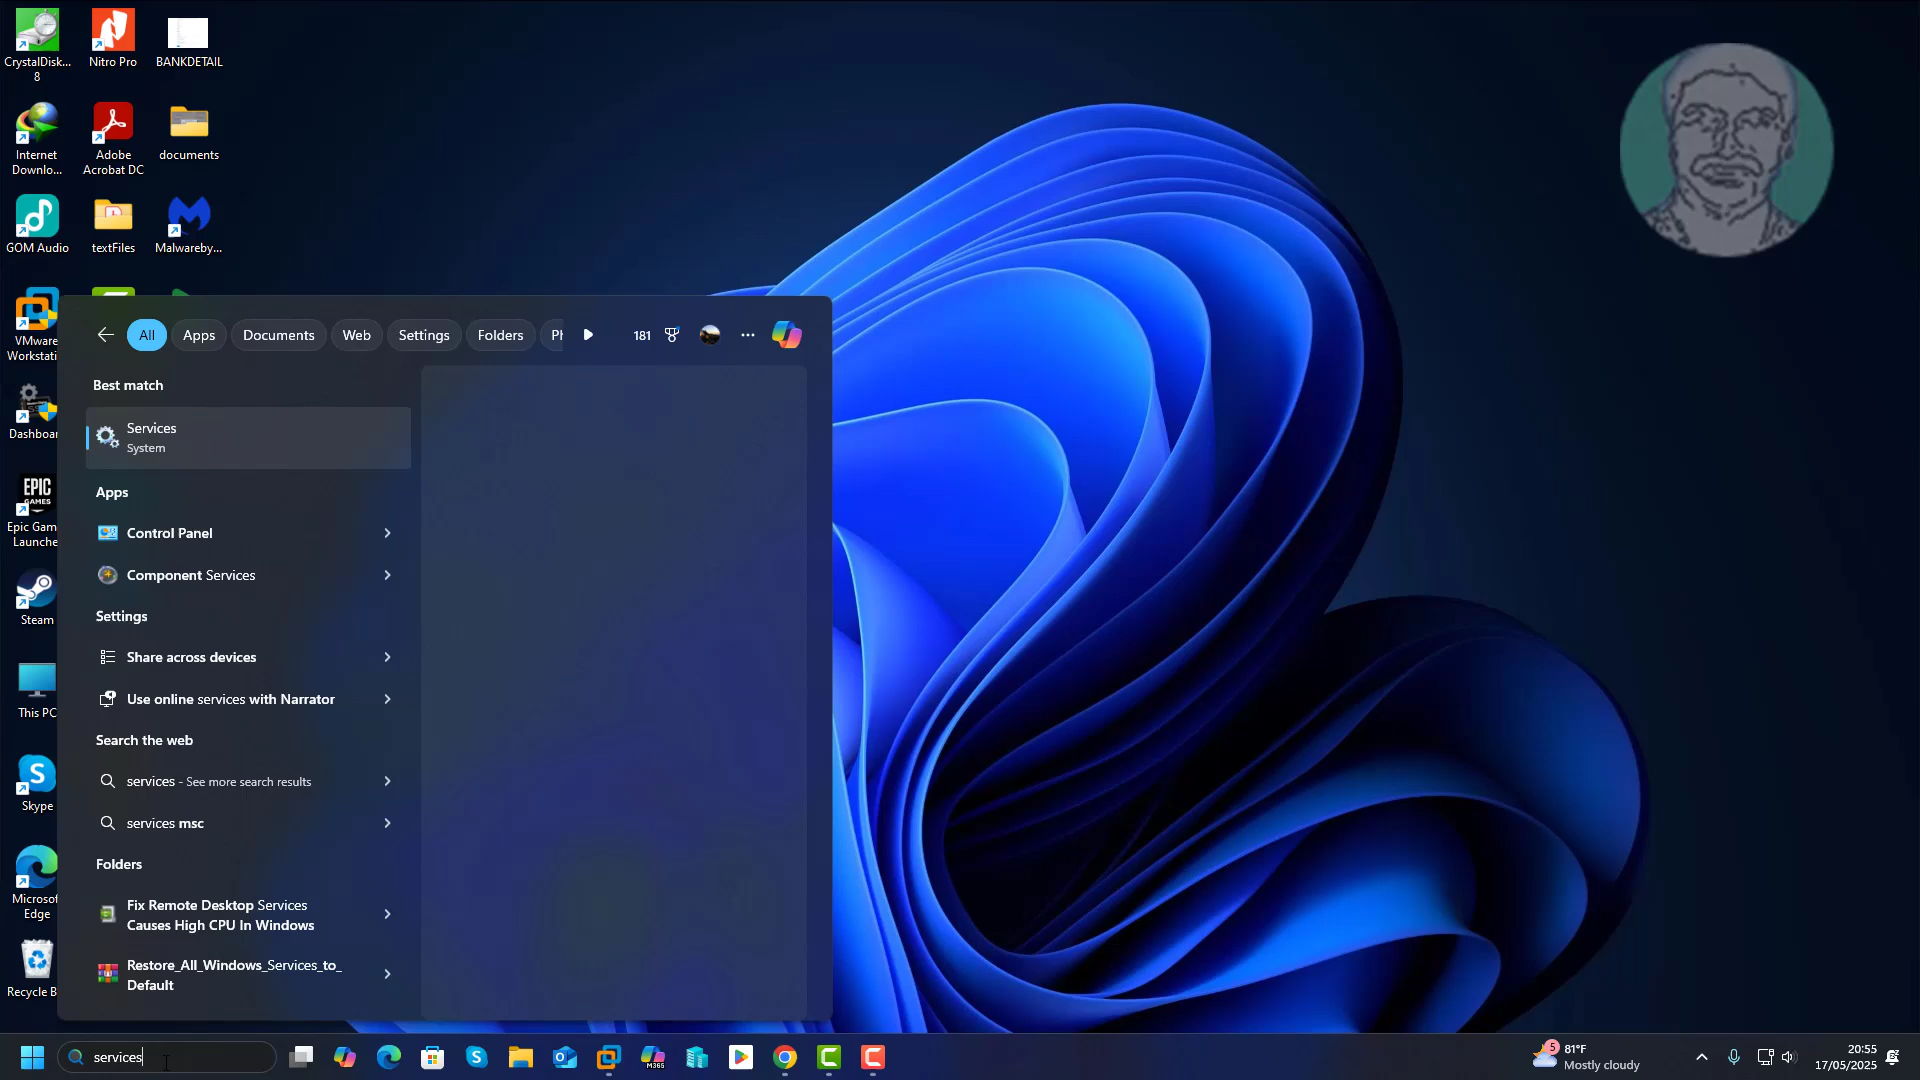 CrystalDisk...
8
Nitro Pro
BANKDETAIL
Internet
Downlo...
Adobe
Acrobat DC
documents
GOM Audio
textFiles
Malwareby...
VMware
Workstati
Dashboar
EPIC
GAMES
Epic Gam
Launche
Steam
This PC
Skype
Microsof
Edge
Recycle B
All
Apps
Documents
Web
Settings
Folders
Ph
181
Best match
Services
System
Apps
Control Panel
Component Services
Settings
Share across devices
Use online services with Narrator
Search the web
services - See more search results
services msc
Folders
Fix Remote Desktop Services
Causes High CPU In Windows
Restore_All_Windows_Services_to_
Default
services
M365
5
81°F
Mostly cloudy
20:55
17/05/2025